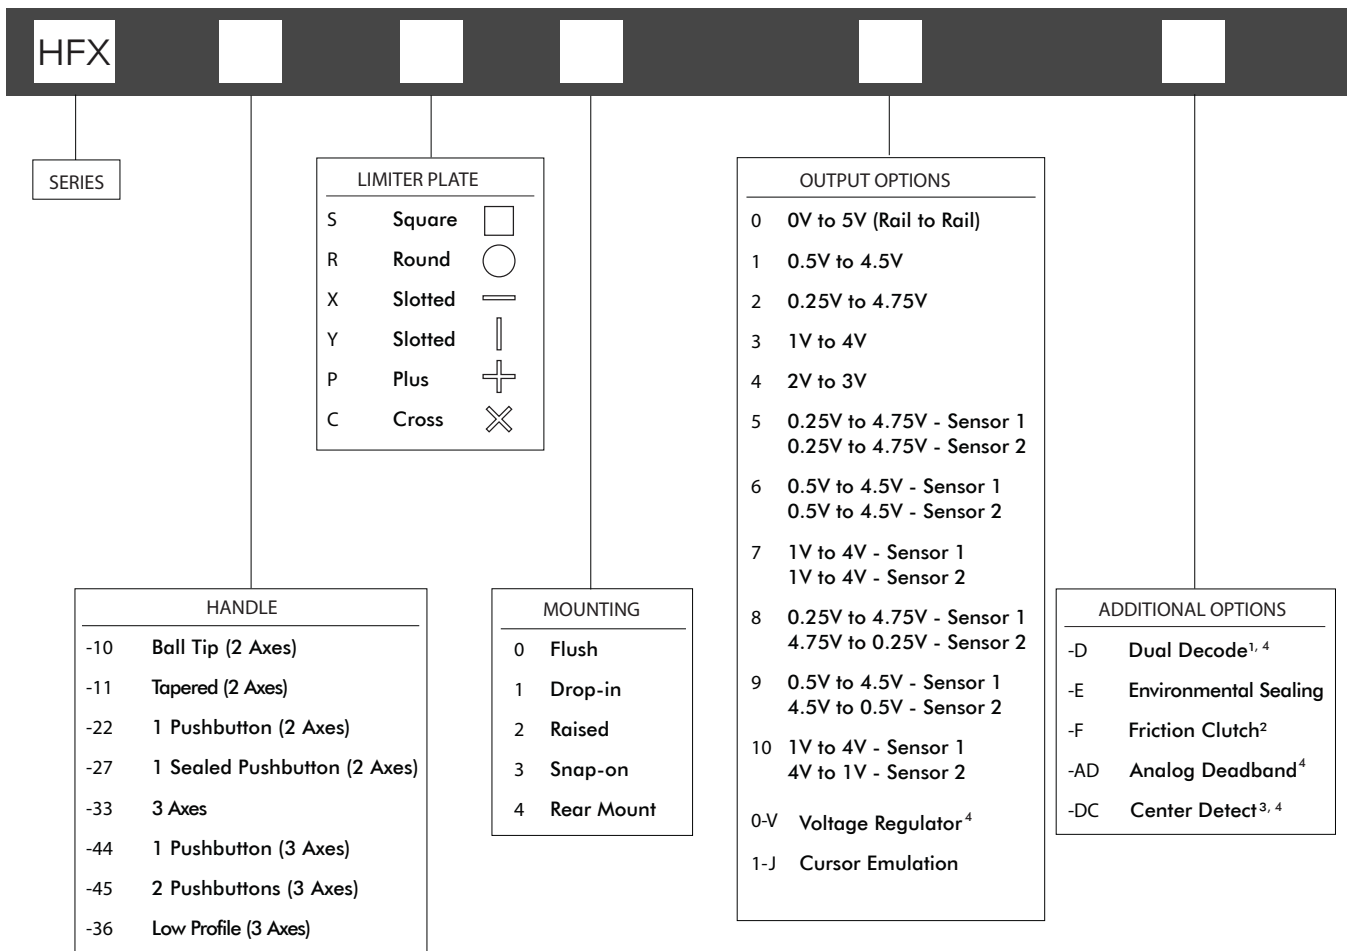 HFX
SERIES
LIMITER PLATE
S Square
R Round
X Slotted
Y Slotted
P Plus
C Cross
OUTPUT OPTIONS
0 0V to 5V (Rail to Rail)
1 0.5V to 4.5V
2 0.25V to 4.75V
3 1V to 4V
4 2V to 3V
5 0.25V to 4.75V - Sensor 1
0.25V to 4.75V - Sensor 2
6 0.5V to 4.5V - Sensor 1
0.5V to 4.5V - Sensor 2
7 1V to 4V - Sensor 1
1V to 4V - Sensor 2
8 0.25V to 4.75V - Sensor 1
4.75V to 0.25V - Sensor 2
9 0.5V to 4.5V - Sensor 1
4.5V to 0.5V - Sensor 2
10 1V to 4V - Sensor 1
4V to 1V - Sensor 2
0-V Voltage Regulator⁴
1-J Cursor Emulation
HANDLE
-10 Ball Tip (2 Axes)
-11 Tapered (2 Axes)
-22 1 Pushbutton (2 Axes)
-27 1 Sealed Pushbutton (2 Axes)
-33 3 Axes
-44 1 Pushbutton (3 Axes)
-45 2 Pushbuttons (3 Axes)
-36 Low Profile (3 Axes)
MOUNTING
0 Flush
1 Drop-in
2 Raised
3 Snap-on
4 Rear Mount
ADDITIONAL OPTIONS
-D Dual Decode¹, ⁴
-E Environmental Sealing
-F Friction Clutch²
-AD Analog Deadband⁴
-DC Center Detect³, ⁴